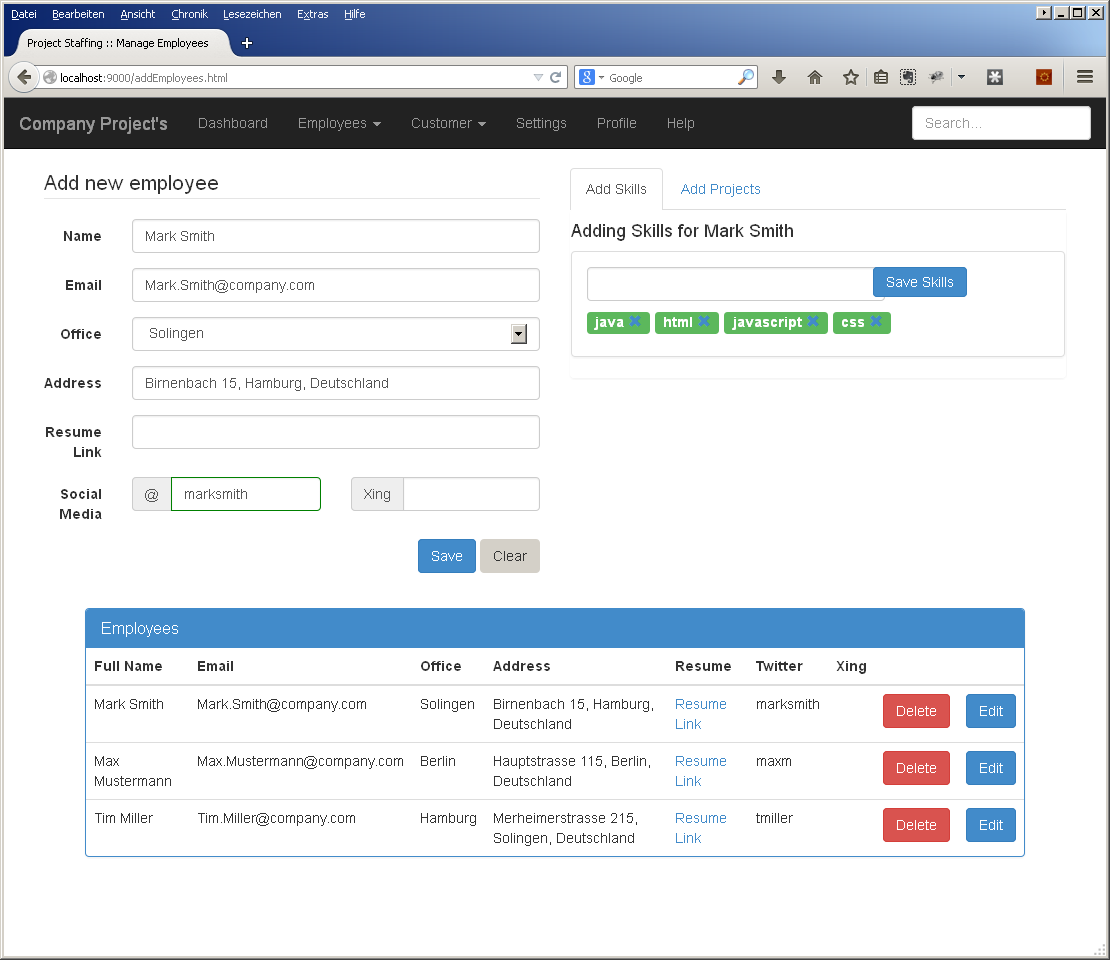 Datei Bearbeiten Ansicht Chronik Lesezeichen Extras Hilfe
Project Staffing :: Manage Employees
localhost:9000/addEmployees.html
Google
Company Project's Dashboard Employees Customer Settings Profile Help Search...
Add new employee
Name Mark Smith
Email Mark.Smith@company.com
Office Solingen
Address Birnenbach 15, Hamburg, Deutschland
Resume
Link
Social
Media
@ marksmith Xing
Save Clear
Add Skills Add Projects
Adding Skills for Mark Smith
Save Skills
java html javascript css
Employees
Full Name Email Office Address Resume Twitter Xing
Mark Smith Mark.Smith@company.com Solingen Birnenbach 15, Hamburg, Resume marksmith Delete Edit
Deutschland Link
Max Max.Mustermann@company.com Berlin Hauptstrasse 115, Berlin, Resume maxm Delete Edit
Mustermann Deutschland Link
Tim Miller Tim.Miller@company.com Hamburg Merheimerstrasse 215, Resume tmiller Delete Edit
Solingen, Deutschland Link